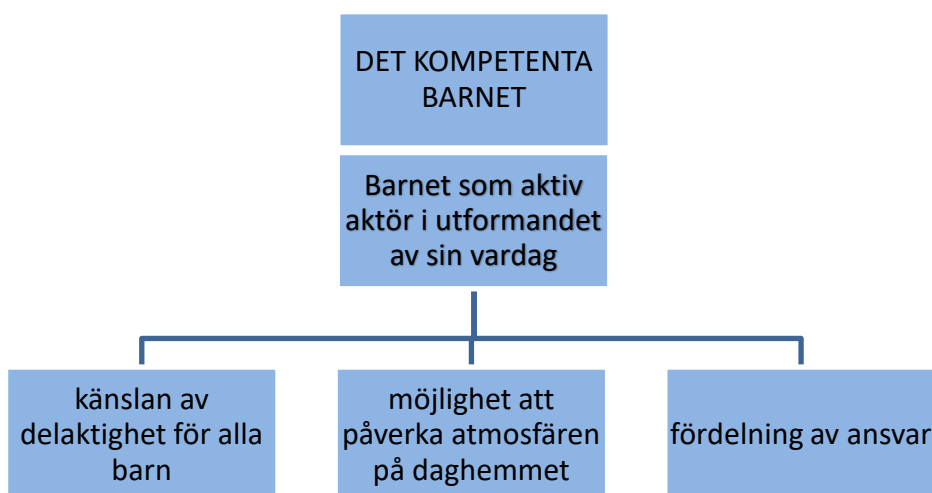 DET KOMPETENTA
BARNET
Barnet som aktiv
aktör i utformandet
av sin vardag
känslan av
delaktighet för alla
barn
möjlighet att
påverka atmosfären
på daghemmet
fördelning av ansvar